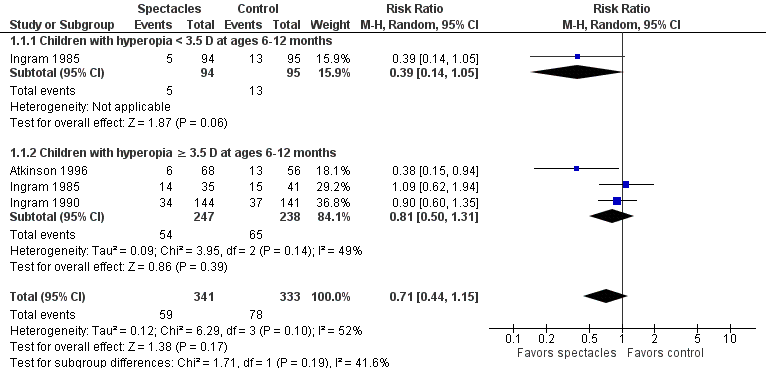 Spectacles Control Risk Ratio Risk Ratio
Study or Subgroup Events Total Events Total Weight M-H, Random, 95% CI M-H, Random, 95% CI
1.1.1 Children with hyperopia < 3.5 D at ages 6-12 months
Ingram 1985 5 94 13 95 15.9% 0.39 [0.14, 1.05]
Subtotal (95% CI) 94 95 15.9% 0.39 [0.14, 1.05]
Total events 5 13
Heterogeneity: Not applicable
Test for overall effect: Z = 1.87 (P = 0.06)
1.1.2 Children with hyperopia ≥ 3.5 D at ages 6-12 months
Atkinson 1996 6 68 13 56 18.1% 0.38 [0.15, 0.94]
Ingram 1985 14 35 15 41 29.2% 1.09 [0.62, 1.94]
Ingram 1990 34 144 37 141 36.8% 0.90 [0.60, 1.35]
Subtotal (95% CI) 247 238 84.1% 0.81 [0.50, 1.31]
Total events 54 65
Heterogeneity: Tau² = 0.09; Chi² = 3.95, df = 2 (P = 0.14); I² = 49%
Test for overall effect: Z = 0.86 (P = 0.39)
Total (95% CI) 341 333 100.0% 0.71 [0.44, 1.15]
Total events 59 78
Heterogeneity: Tau² = 0.12; Chi² = 6.29, df = 3 (P = 0.10); I² = 52%
Test for overall effect: Z = 1.38 (P = 0.17)
Test for subgroup differences: Chi² = 1.71, df = 1 (P = 0.19), I² = 41.6%
0.1 0.2 0.5 1 2 5 10
Favors spectacles Favors control